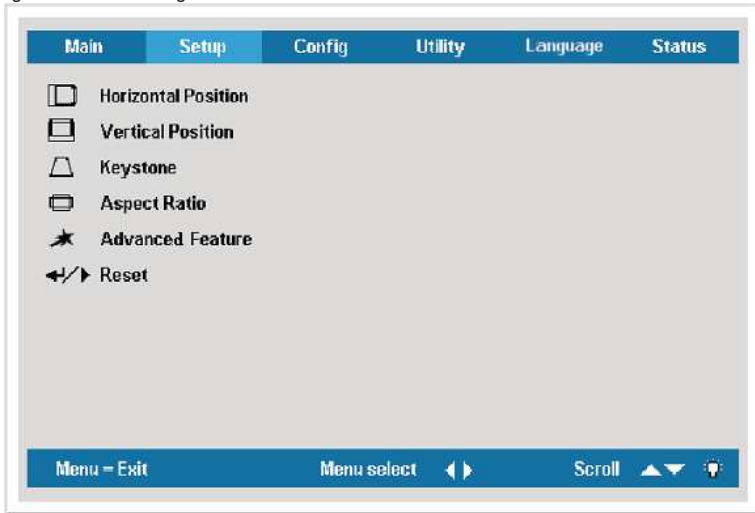 Main Setup Config Utility Language Status
Horizontal Position
Vertical Position
Keystone
Aspect Ratio
Advanced Feature
Reset
Menu = Exit Menu select Scroll